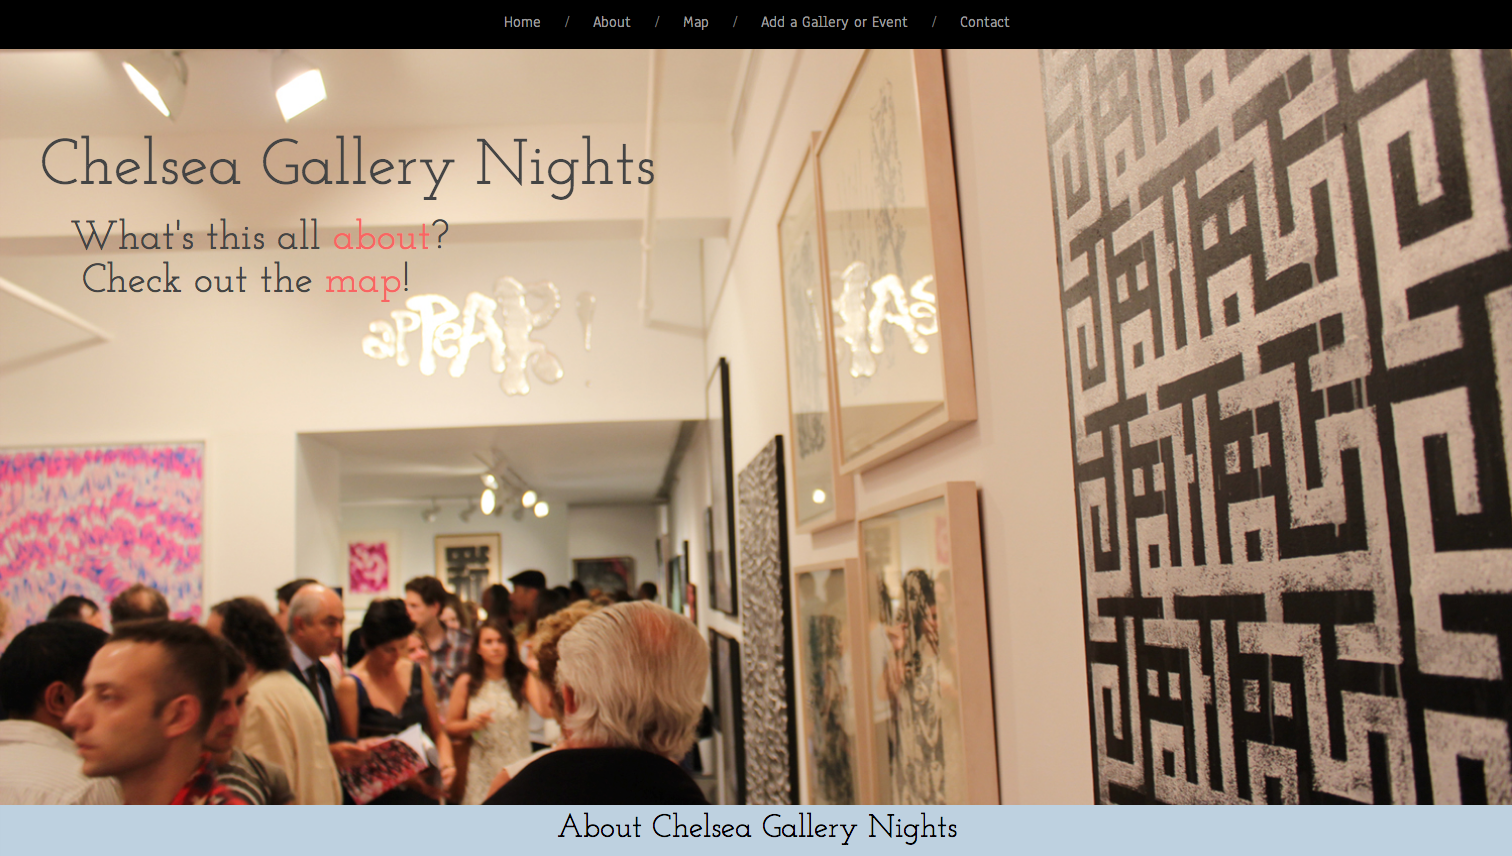 Home / About / Map / Add a Gallery or Event / Contact
Chelsea Gallery Nights
What's this all about?
Check out the map!
APPEAR
About Chelsea Gallery Nights